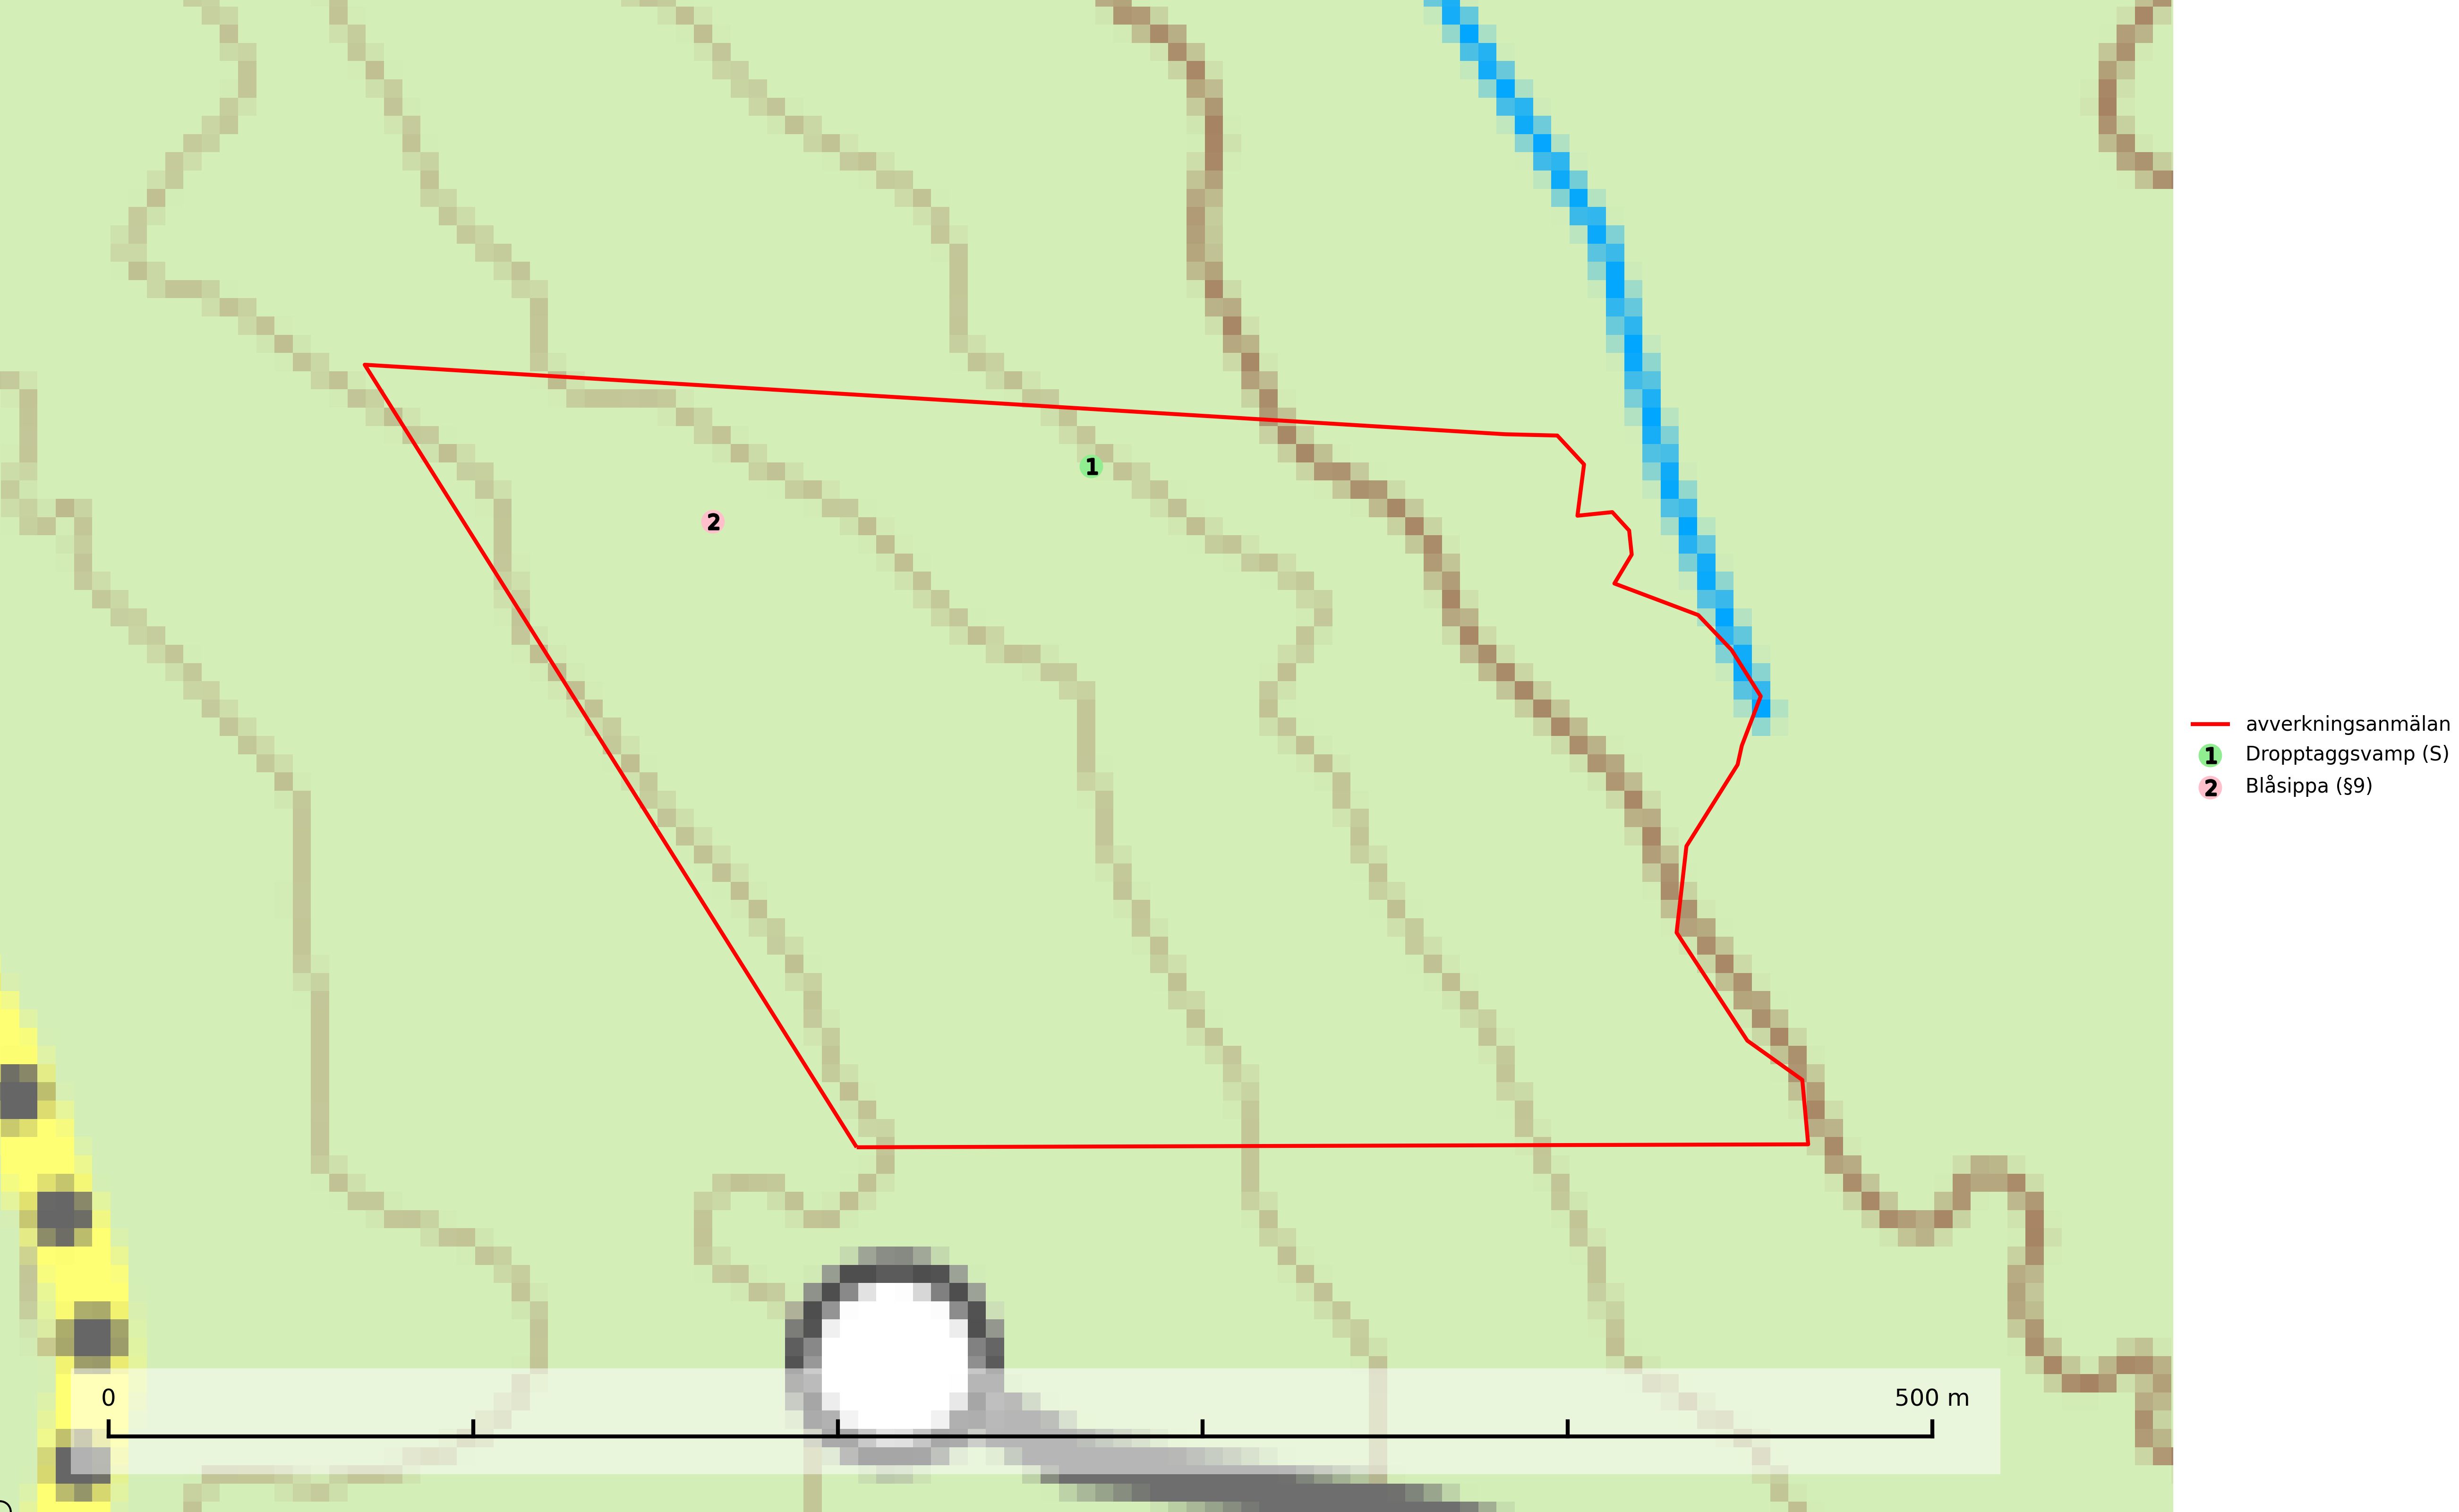 1
2
avverkningsanmälan
1 Dropptaggsvamp (S)
2 Blåsippa (§9)
0 500 m